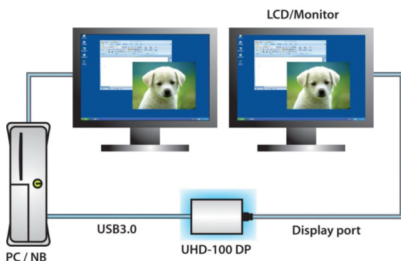 LCD/Monitor
USB3.0
UHD-100 DP
Display port
PC / NB